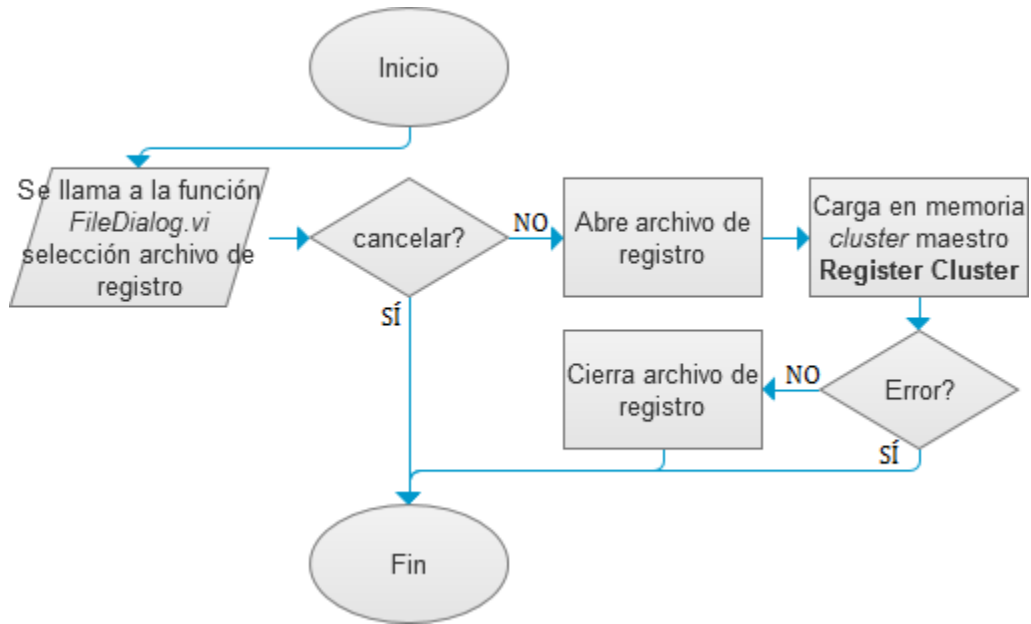 Inicio
Se llama a la función
FileDialog.vi
selección archivo de
registro
cancelar?
NO
Abre archivo de
registro
Carga en memoria
cluster maestro
Register Cluster
SÍ
Cierra archivo de
registro
NO
Error?
SÍ
Fin